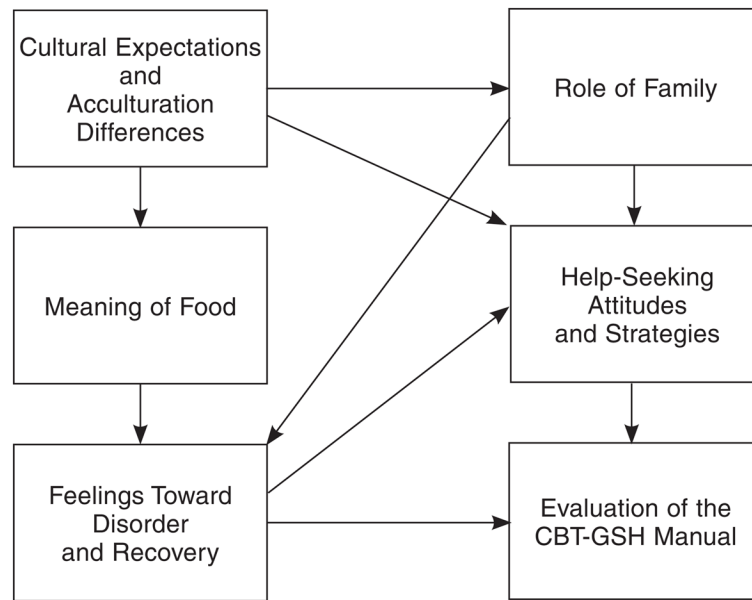 Cultural Expectations
and
Acculturation
Differences
Role of Family
Meaning of Food
Help-Seeking
Attitudes
and Strategies
Feelings Toward
Disorder
and Recovery
Evaluation of the
CBT-GSH Manual